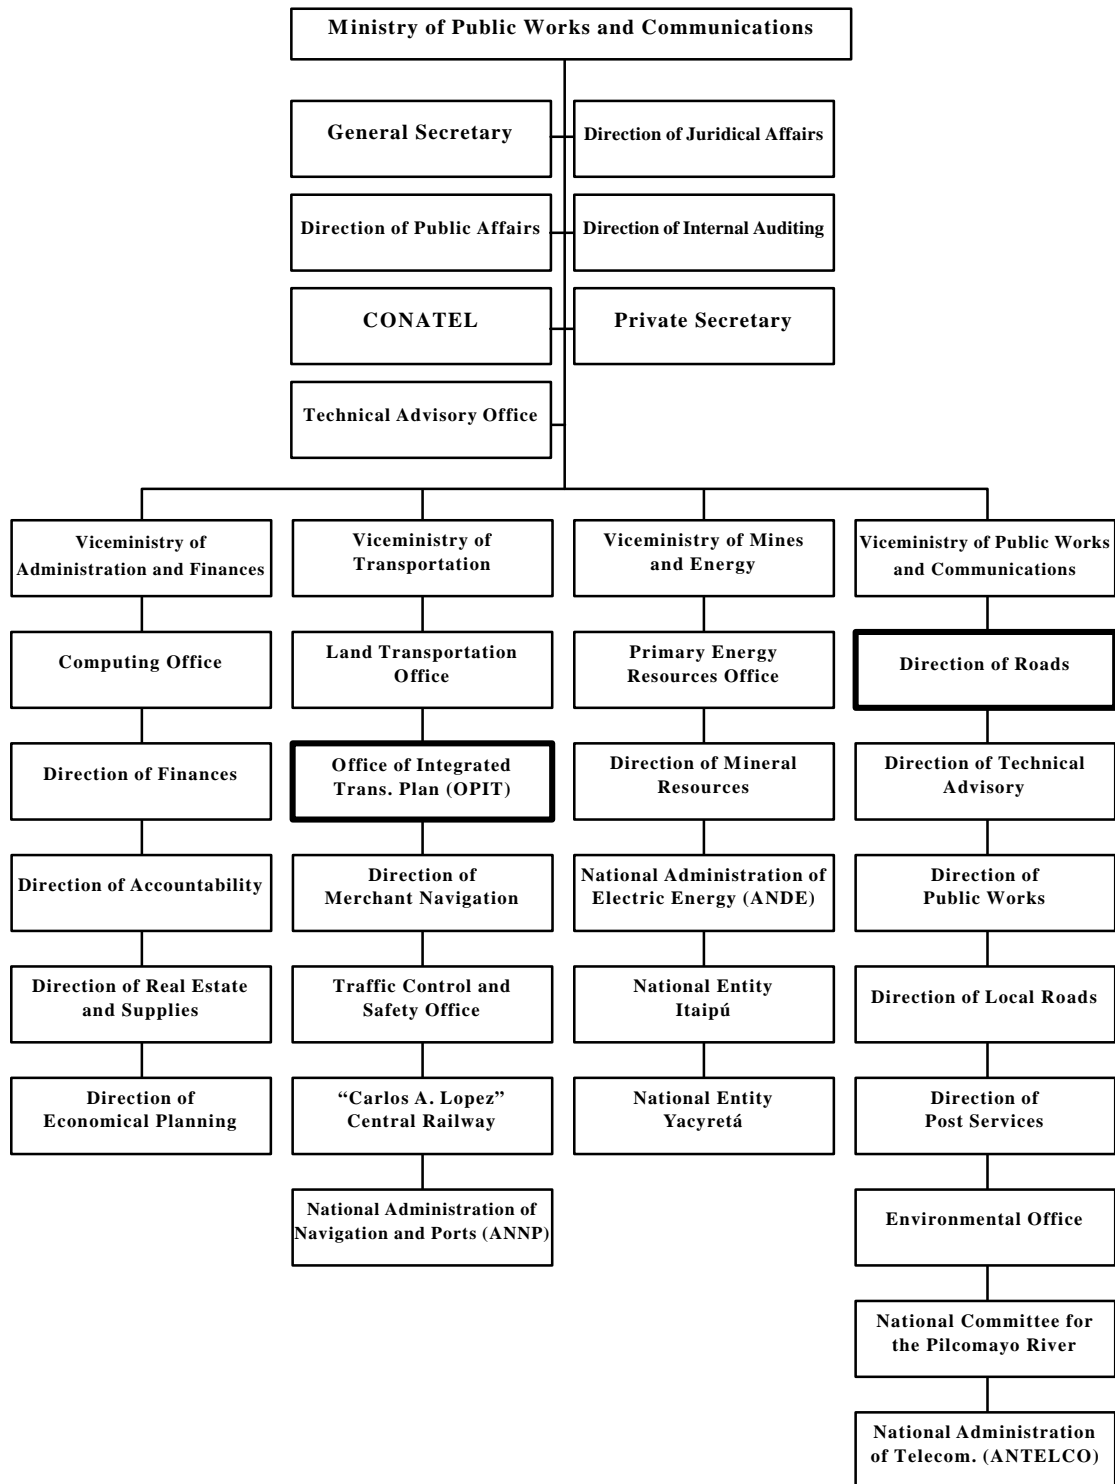 Ministry of Public Works and Communications
General Secretary
Direction of Juridical Affairs
Direction of Public Affairs
Direction of Internal Auditing
CONATEL
Private Secretary
Technical Advisory Office
Viceministry of
Administration and Finances
Viceministry of
Transportation
Viceministry of Mines
and Energy
Viceministry of Public Works
and Communications
Computing Office
Land Transportation
Office
Primary Energy
Resources Office
Direction of Roads
Direction of Finances
Office of Integrated
Trans. Plan (OPIT)
Direction of Mineral
Resources
Direction of Technical
Advisory
Direction of Accountability
Direction of
Merchant Navigation
National Administration of
Electric Energy (ANDE)
Direction of
Public Works
Direction of Real Estate
and Supplies
Traffic Control and
Safety Office
National Entity
Itaipú
Direction of Local Roads
Direction of
Economical Planning
“Carlos A. Lopez”
Central Railway
National Entity
Yacyretá
Direction of
Post Services
National Administration of
Navigation and Ports (ANNP)
Environmental Office
National Committee for
the Pilcomayo River
National Administration
of Telecom. (ANTELCO)